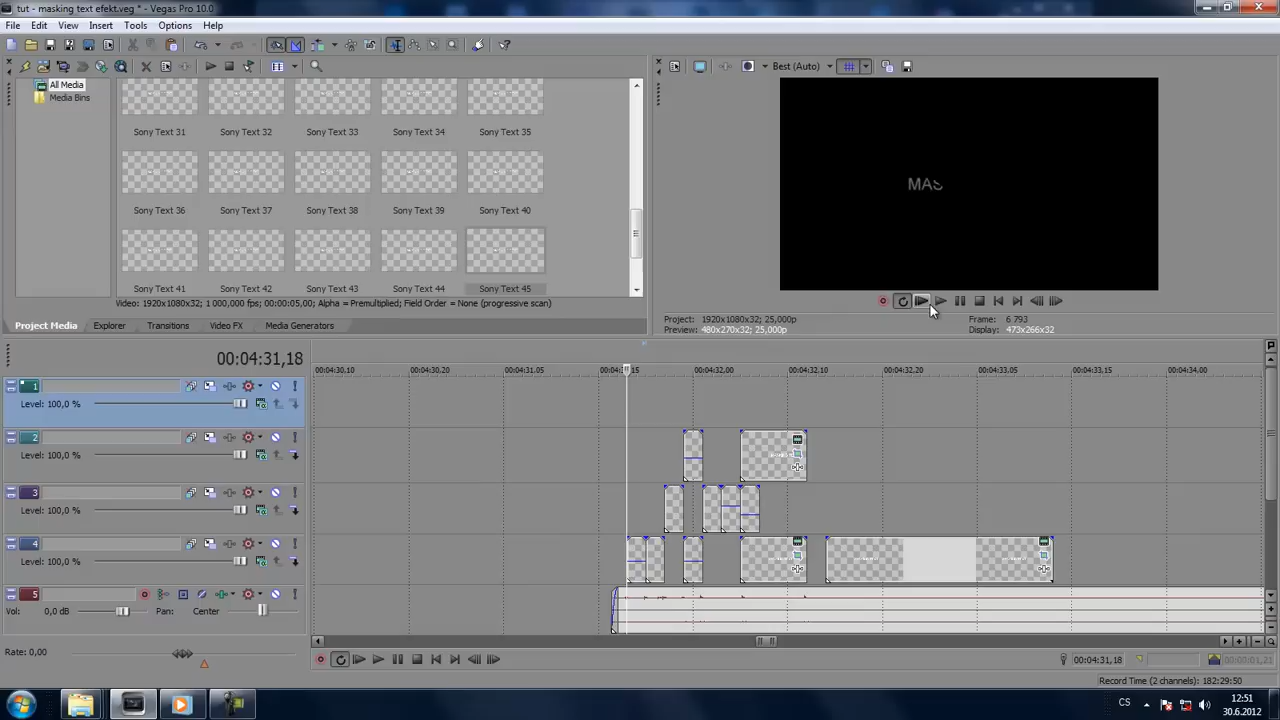 tut - masking text efekt.veg * - Vegas Pro 10.0
File Edit View Insert Tools Options Help
All Media
Media Bins
Sony Text 31 Sony Text 32 Sony Text 33 Sony Text 34 Sony Text 35
Sony Text 36 Sony Text 37 Sony Text 38 Sony Text 39 Sony Text 40
Sony Text 41 Sony Text 42 Sony Text 43 Sony Text 44 Sony Text 45
Video: 1920x1080x32; 1 000,000 fps; 00:00:05,00; Alpha = Premultiplied; Field Order = None (progressive scan)
Project Media Explorer Transitions Video FX Media Generators
Best (Auto)
MAS
Project: 1920x1080x32; 25,000p Frame: 6 793
Preview: 480x270x32; 25,000p Display: 473x266x32
00:04:31,18
00:04:30,10 00:04:30,20 00:04:31,05 00:04:31,15 00:04:32,00 00:04:32,10 00:04:32,20 00:04:33,05 00:04:33,15 00:04:34,00
1
Level: 100,0 %
2
Level: 100,0 %
3
Level: 100,0 %
4
Level: 100,0 %
5
Vol: 0,0 dB Pan: Center
Rate: 0,00
00:04:31,18 00:00:01,21
Record Time (2 channels): 182:29:50
CS 12:51
30.6.2012